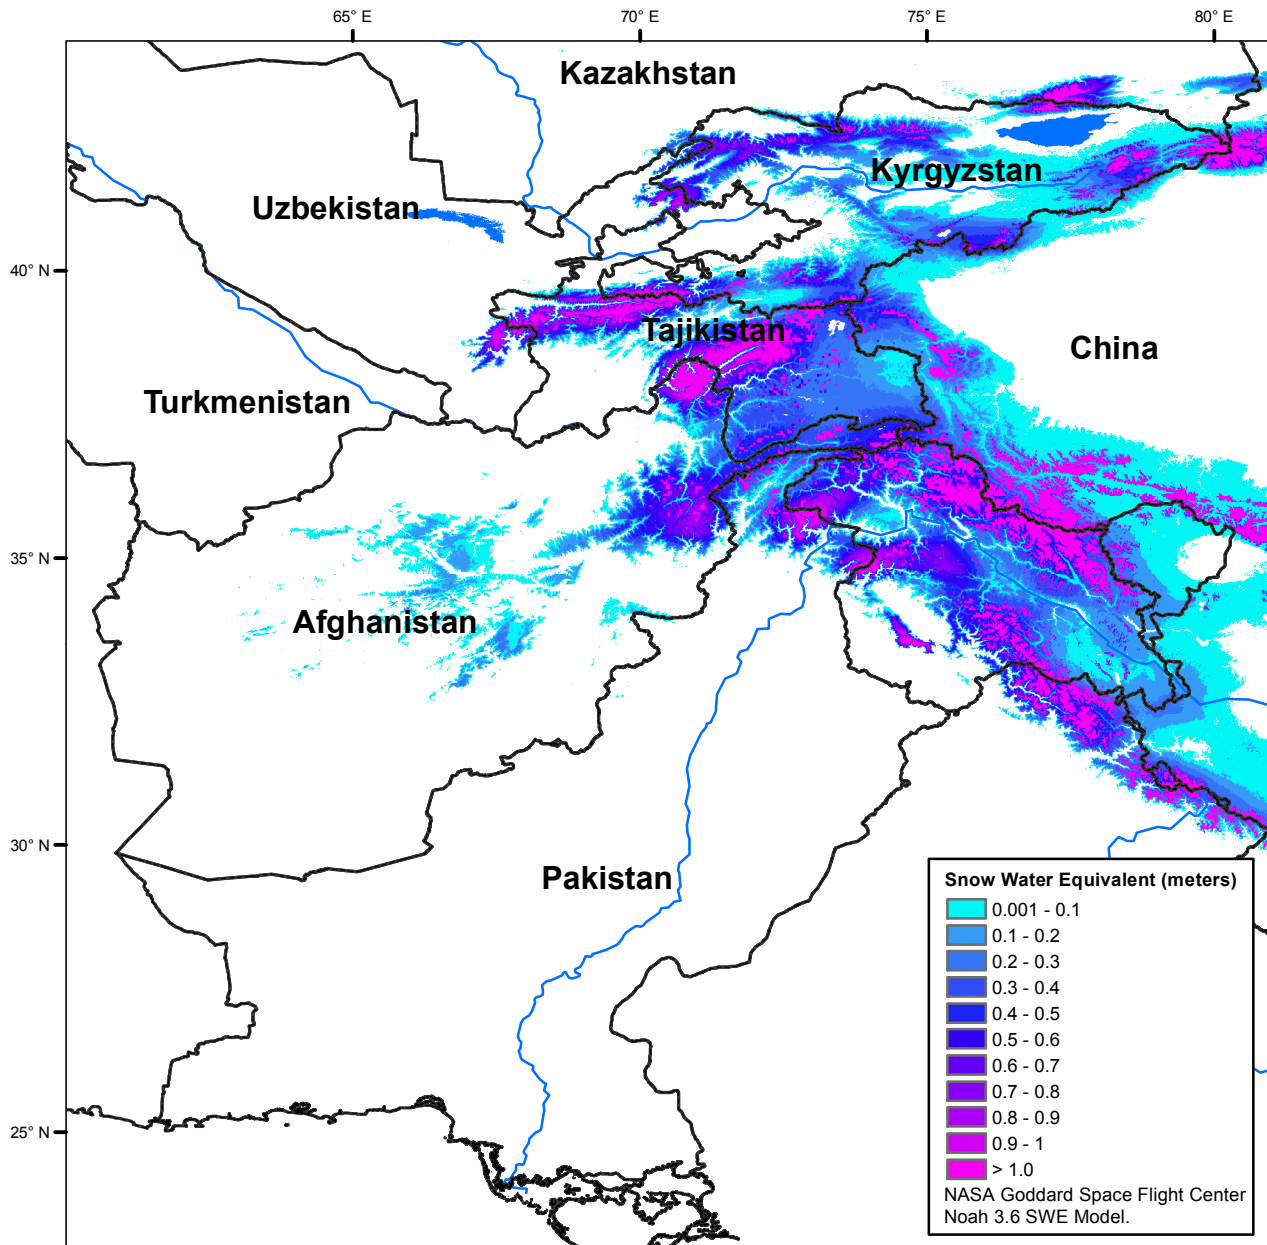 65° E
70° E
75° E
80° E
Kazakhstan
Kyrgyzstan
Uzbekistan
40° N
Tajikistan
China
Turkmenistan
35° N
Afghanistan
30° N
Pakistan
25° N
Snow Water Equivalent (meters)
0.001 - 0.1
0.1 - 0.2
0.2 - 0.3
0.3 - 0.4
0.4 - 0.5
0.5 - 0.6
0.6 - 0.7
0.7 - 0.8
0.8 - 0.9
0.9 - 1
> 1.0
NASA Goddard Space Flight Center
Noah 3.6 SWE Model.